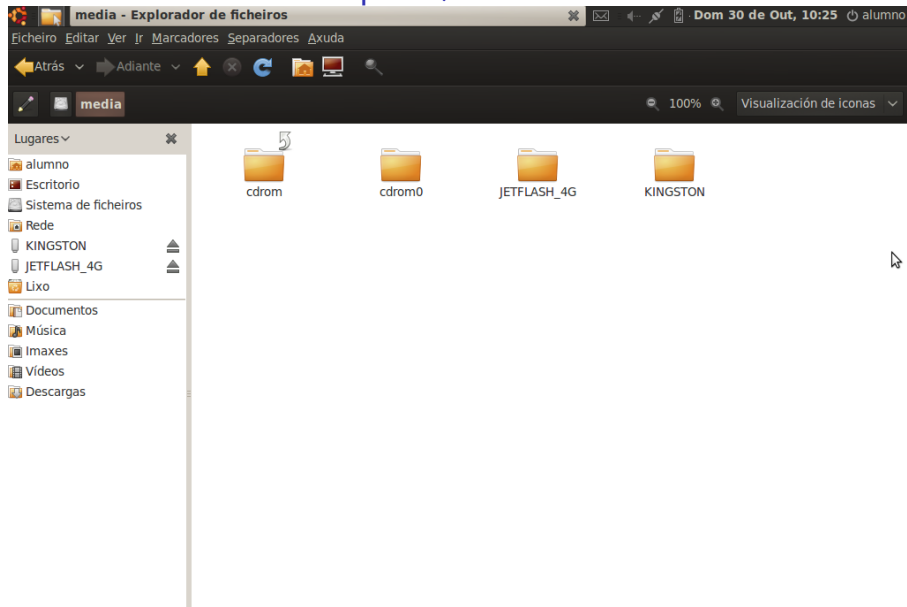 media - Explorador de ficheiros Dom 30 de Out, 10:25 alumno
Ficheiro Editar Ver Ir Marcadores Separadores Axuda
Atrás Adiante
media 100% Visualización de iconas
Lugares
alumno
Escritorio
Sistema de ficheiros
Rede
KINGSTON
JETFLASH_4G
Lixo
Documentos
Música
Imaxes
Vídeos
Descargas
cdrom cdrom0 JETFLASH_4G KINGSTON